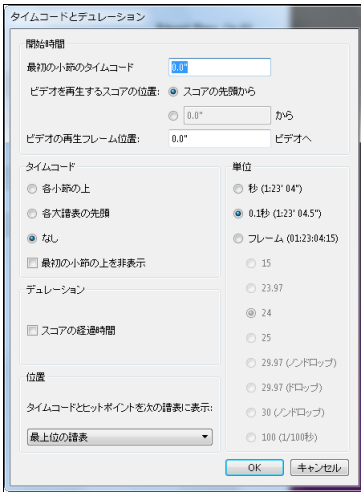 タイムコードとデュレーション
開始時間
最初の小節のタイムコード
0.0"
ビデオを再生するスコアの位置:
スコアの先頭から
0.0"
から
ビデオの再生フレーム位置:
0.0"
ビデオへ
タイムコード
各小節の上
各大譜表の先頭
なし
最初の小節の上を非表示
デュレーション
スコアの経過時間
位置
タイムコードとヒットポイントを次の譜表に表示:
最上位の譜表
単位
秒 (1:23' 04")
0.1秒 (1:23' 04.5")
フレーム (01:23:04:15)
15
23.97
24
25
29.97 (ノンドロップ)
29.97 (ドロップ)
30 (ノンドロップ)
100 (1/100秒)
OK
キャンセル